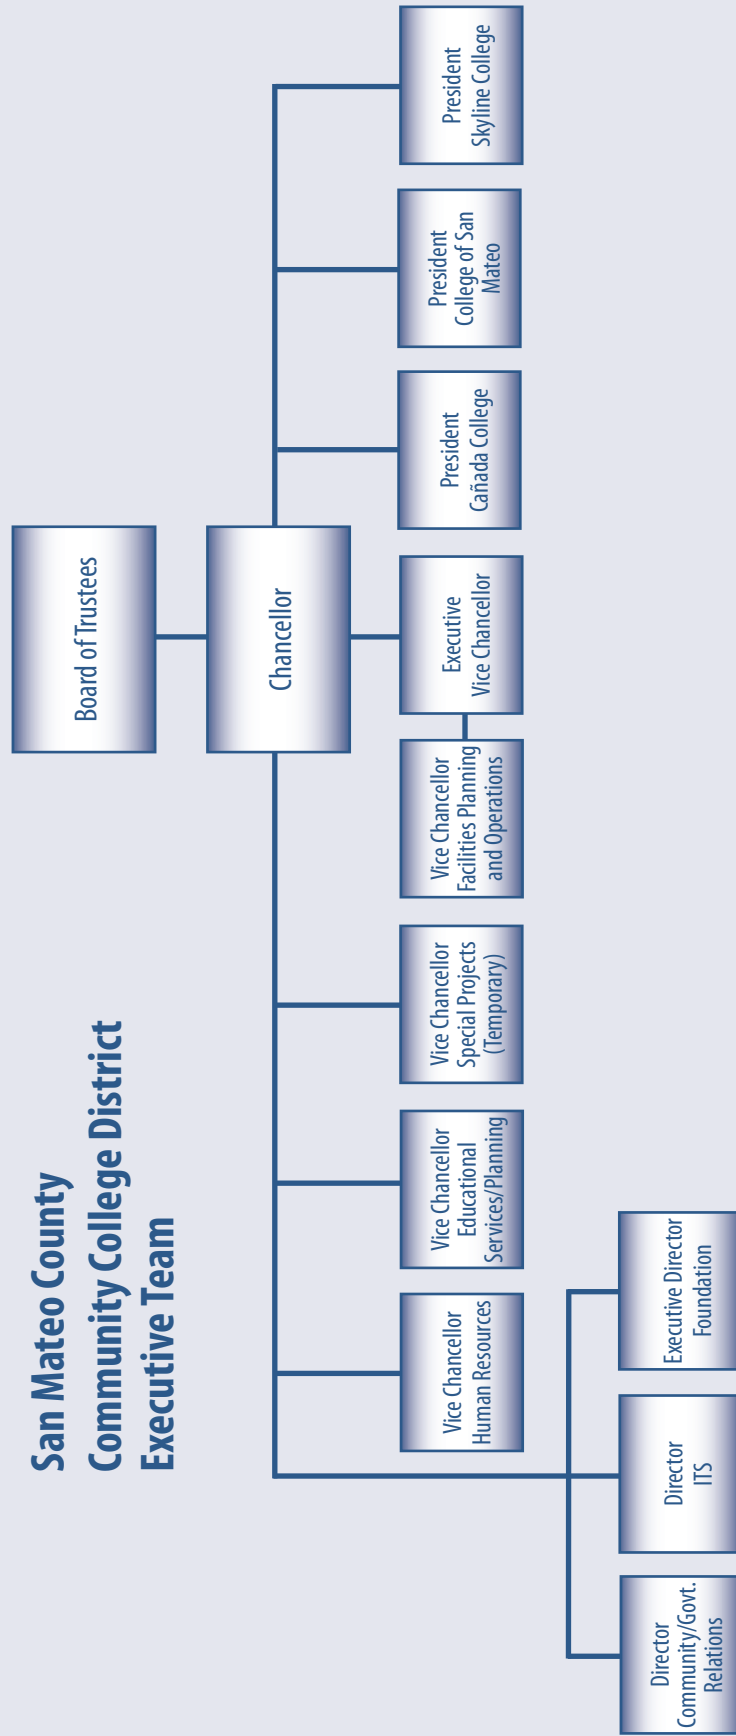 San Mateo County
Community College District
Executive Team
Board of Trustees
Chancellor
Vice Chancellor
Human Resources
Vice Chancellor
Educational
Services/Planning
Vice Chancellor
Special Projects
(Temporary)
Vice Chancellor
Facilities Planning
and Operations
Executive
Vice Chancellor
President
Cañada College
President
College of San
Mateo
President
Skyline College
Director
Community/Govt.
Relations
Director
ITS
Executive Director
Foundation